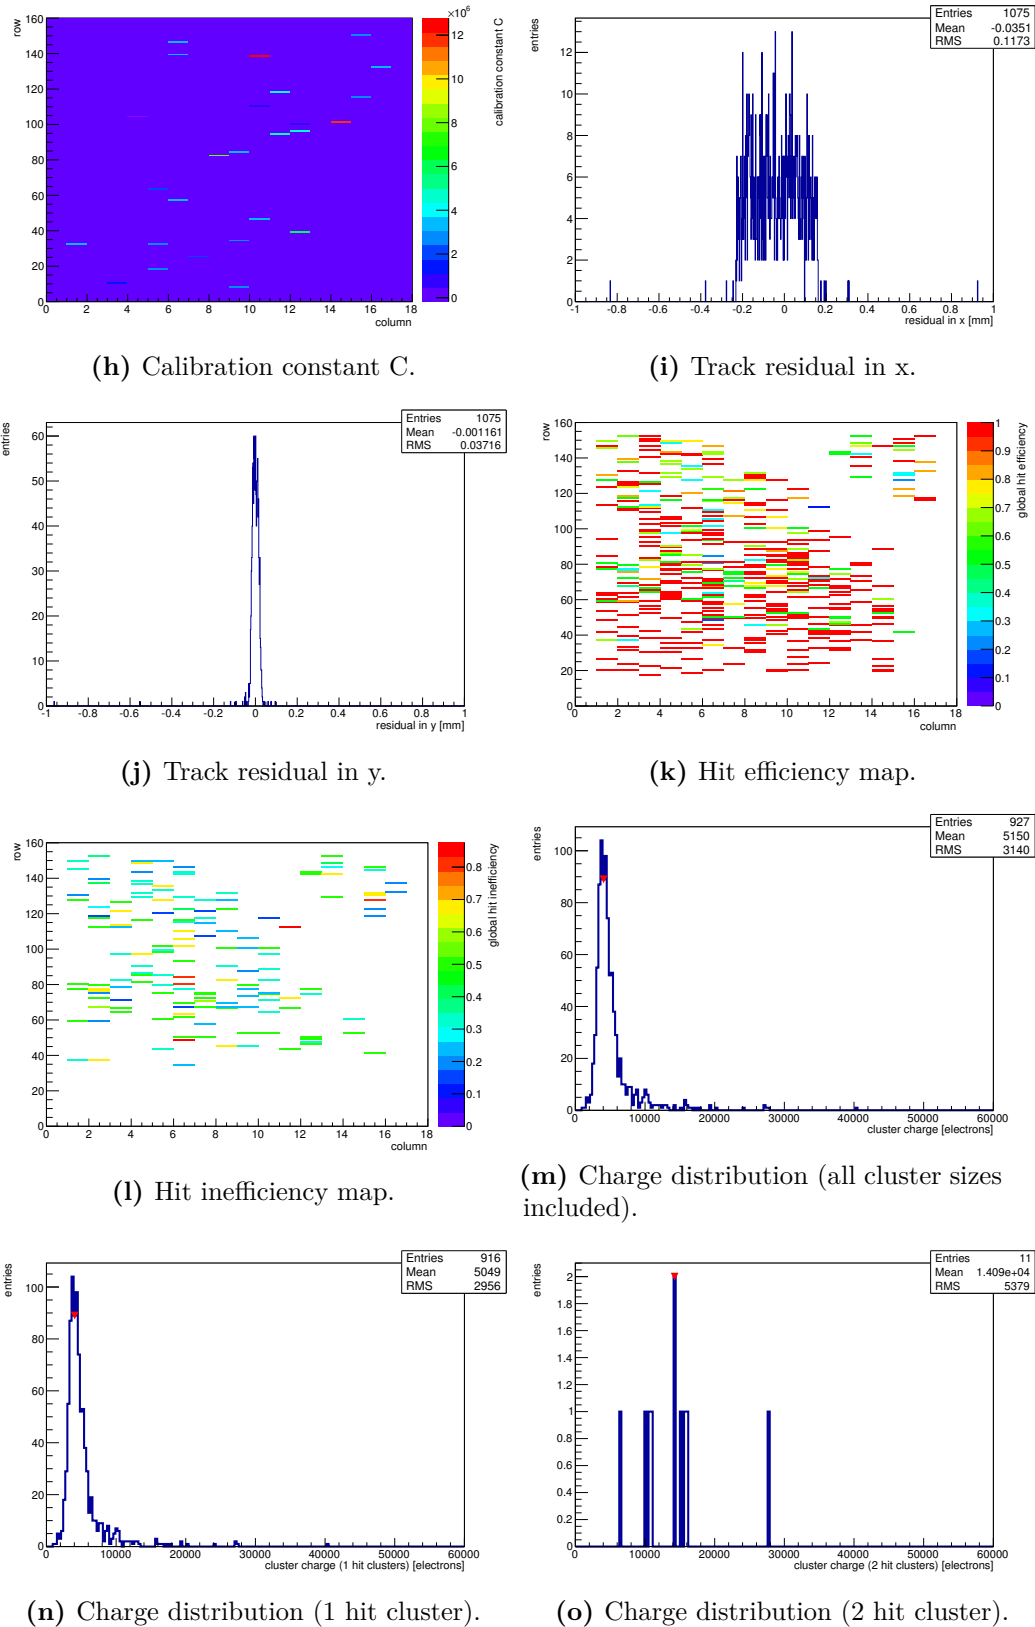 ×10⁶
160
140
120
100
80
60
40
20
0
row
0 2 4 6 8 10 12 14 16 18
column
12
10
8
6
4
2
0
calibration constant C
(h) Calibration constant C.
Entries 1075
Mean -0.0351
RMS 0.1173
entries
12
10
8
6
4
2
0
-1 -0.8 -0.6 -0.4 -0.2 0 0.2 0.4 0.6 0.8 1
residual in x [mm]
(i) Track residual in x.
Entries 1075
Mean -0.001161
RMS 0.03716
entries
60
50
40
30
20
10
0
-1 -0.8 -0.6 -0.4 -0.2 0 0.2 0.4 0.6 0.8 1
residual in y [mm]
(j) Track residual in y.
row
160
140
120
100
80
60
40
20
0
0 2 4 6 8 10 12 14 16 18
column
1
0.9
0.8
0.7
0.6
0.5
0.4
0.3
0.2
0.1
0
global hit efficiency
(k) Hit efficiency map.
row
160
140
120
100
80
60
40
20
0
0 2 4 6 8 10 12 14 16 18
column
0.8
0.7
0.6
0.5
0.4
0.3
0.2
0.1
0
global hit inefficiency
(l) Hit inefficiency map.
Entries 927
Mean 5150
RMS 3140
entries
100
80
60
40
20
0
0 10000 20000 30000 40000 50000 60000
cluster charge [electrons]
(m) Charge distribution (all cluster sizes
included).
Entries 916
Mean 5049
RMS 2956
entries
100
80
60
40
20
0
0 10000 20000 30000 40000 50000 60000
cluster charge (1 hit clusters) [electrons]
(n) Charge distribution (1 hit cluster).
Entries 11
Mean 1.409e+04
RMS 5379
entries
2
1.8
1.6
1.4
1.2
1
0.8
0.6
0.4
0.2
0
0 10000 20000 30000 40000 50000 60000
cluster charge (2 hit clusters) [electrons]
(o) Charge distribution (2 hit cluster).